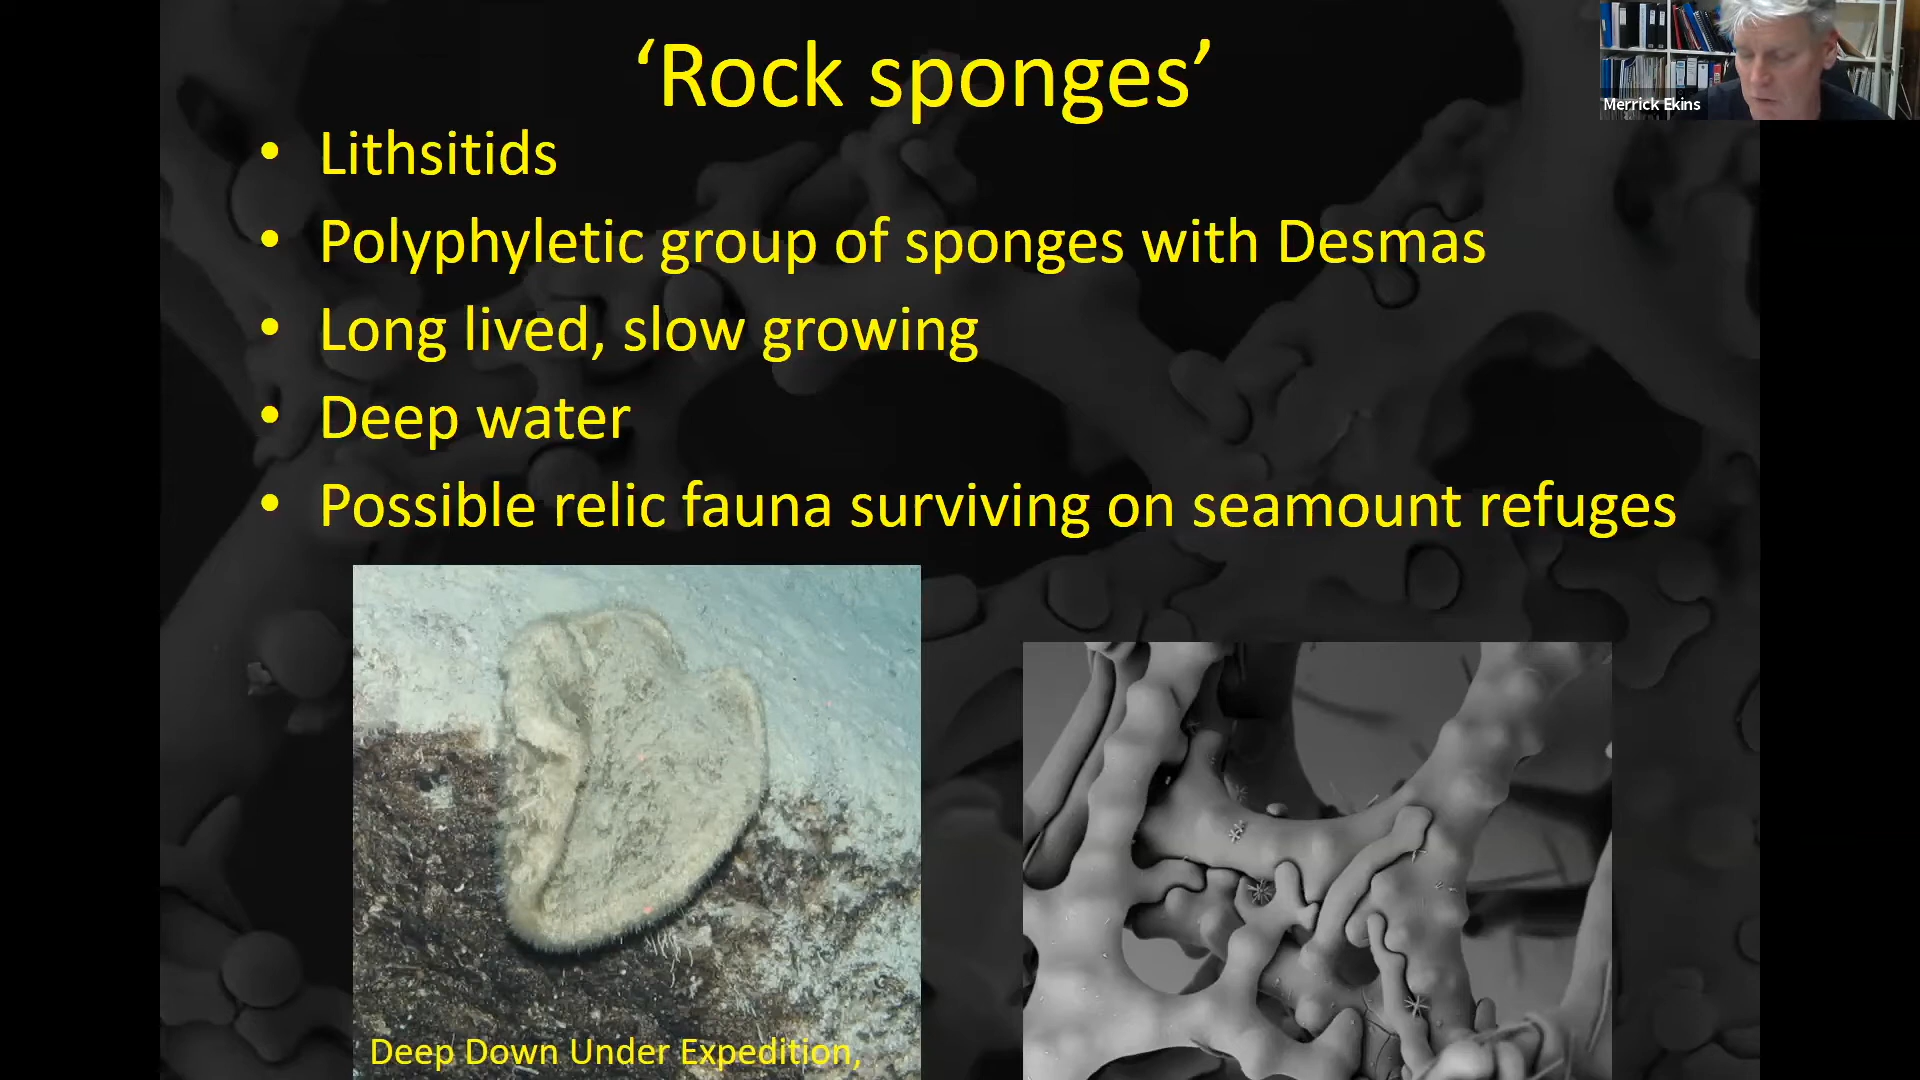 ‘Rock sponges’
Merrick Ekins
• Lithsitids
• Polyphyletic group of sponges with Desmas
• Long lived, slow growing
• Deep water
• Possible relic fauna surviving on seamount refuges
Deep Down Under Expedition,